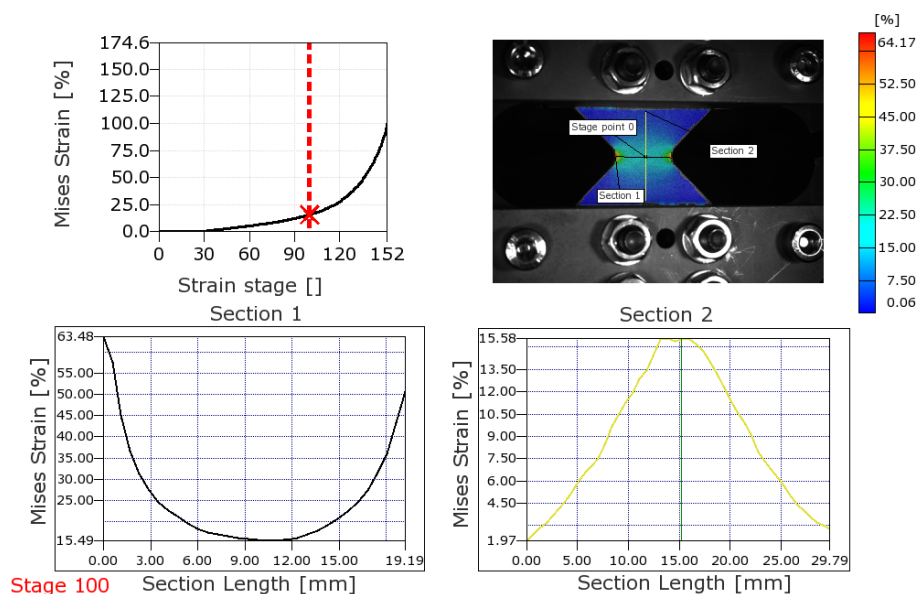 [%]
174.6
150.0
125.0
100.0
75.0
50.0
25.0
0.0
Mises Strain [%]
0 30 60 90 120 152
Strain stage []
Stage point 0
Section 2
Section 1
64.17
52.50
45.00
37.50
30.00
22.50
15.00
7.50
0.06
Section 1
63.48
55.00
50.00
45.00
40.00
35.00
30.00
25.00
15.49
Mises Strain [%]
0.00 3.00 6.00 9.00 12.00 15.00 19.19
Section Length [mm]
Section 2
15.58
13.50
12.00
10.50
9.00
7.50
6.00
4.50
1.97
Mises Strain [%]
0.00 5.00 10.00 15.00 20.00 25.00 29.79
Section Length [mm]
Stage 100